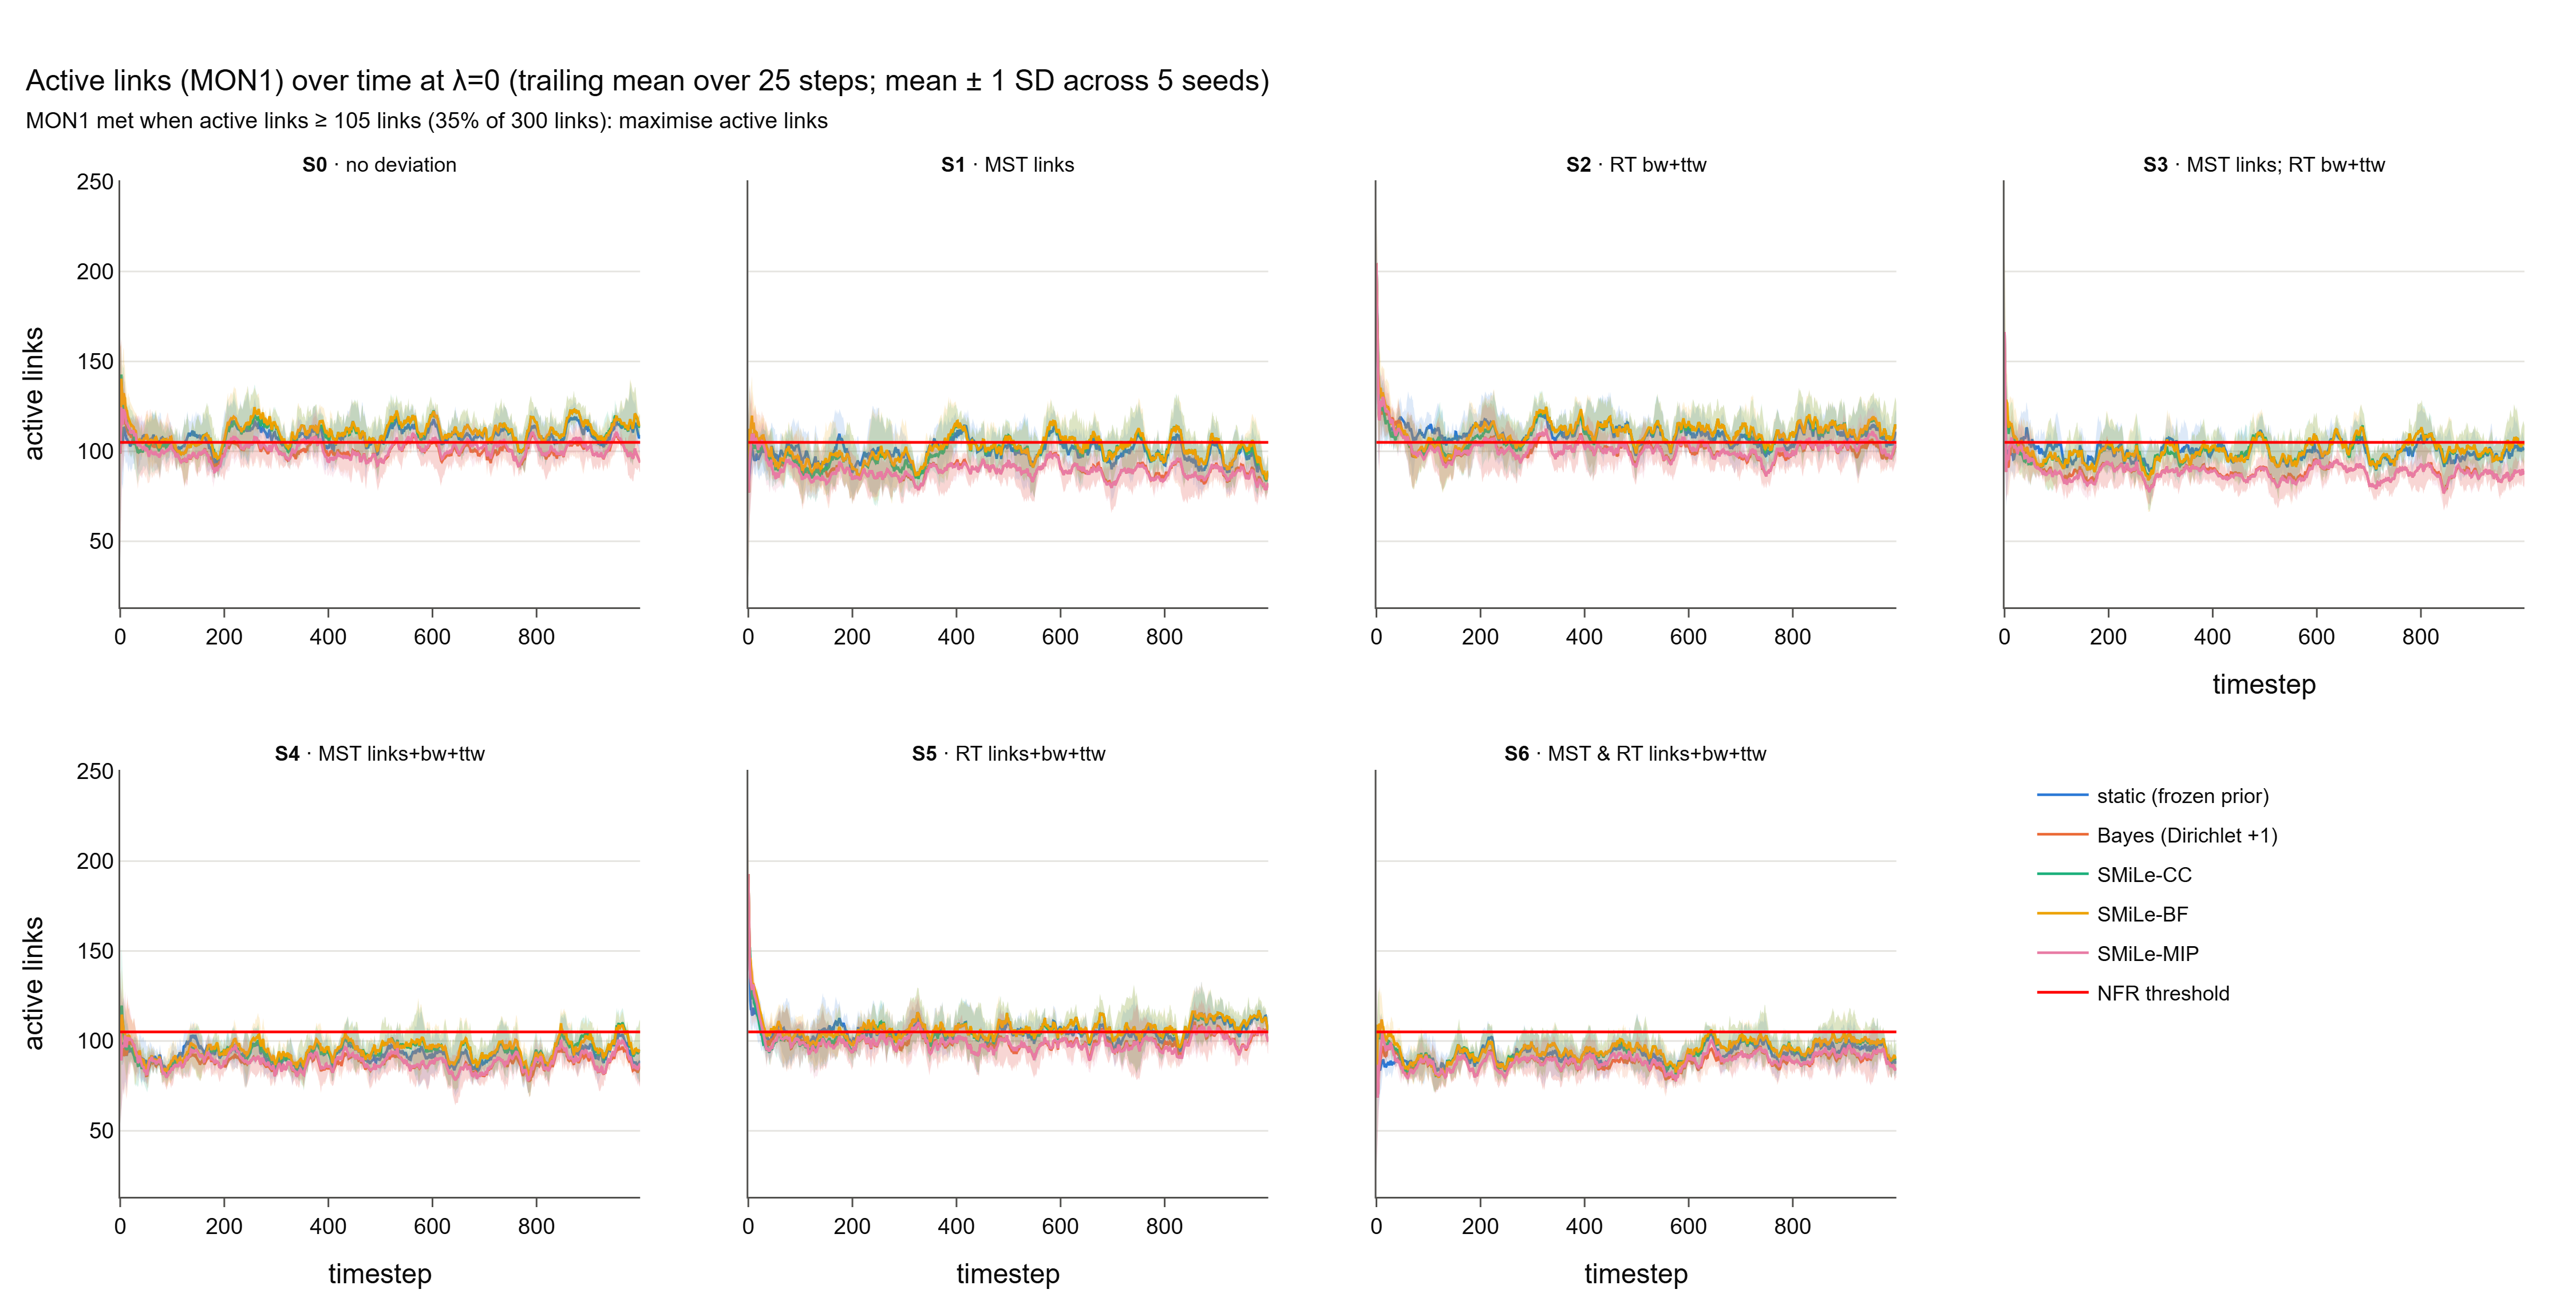 Active links (MON1) over time at λ=0 (trailing mean over 25 steps; mean ± 1 SD across 5 seeds)
MON1 met when active links ≥ 105 links (35% of 300 links): maximise active links
S0 · no deviation
S1 · MST links
S2 · RT bw+ttw
S3 · MST links; RT bw+ttw
250
200
150
100
50
active links
0 200 400 600 800
0 200 400 600 800
0 200 400 600 800
0 200 400 600 800
timestep
S4 · MST links+bw+ttw
S5 · RT links+bw+ttw
S6 · MST & RT links+bw+ttw
250
200
150
100
50
active links
0 200 400 600 800
0 200 400 600 800
0 200 400 600 800
timestep
timestep
timestep
static (frozen prior)
Bayes (Dirichlet +1)
SMiLe-CC
SMiLe-BF
SMiLe-MIP
NFR threshold